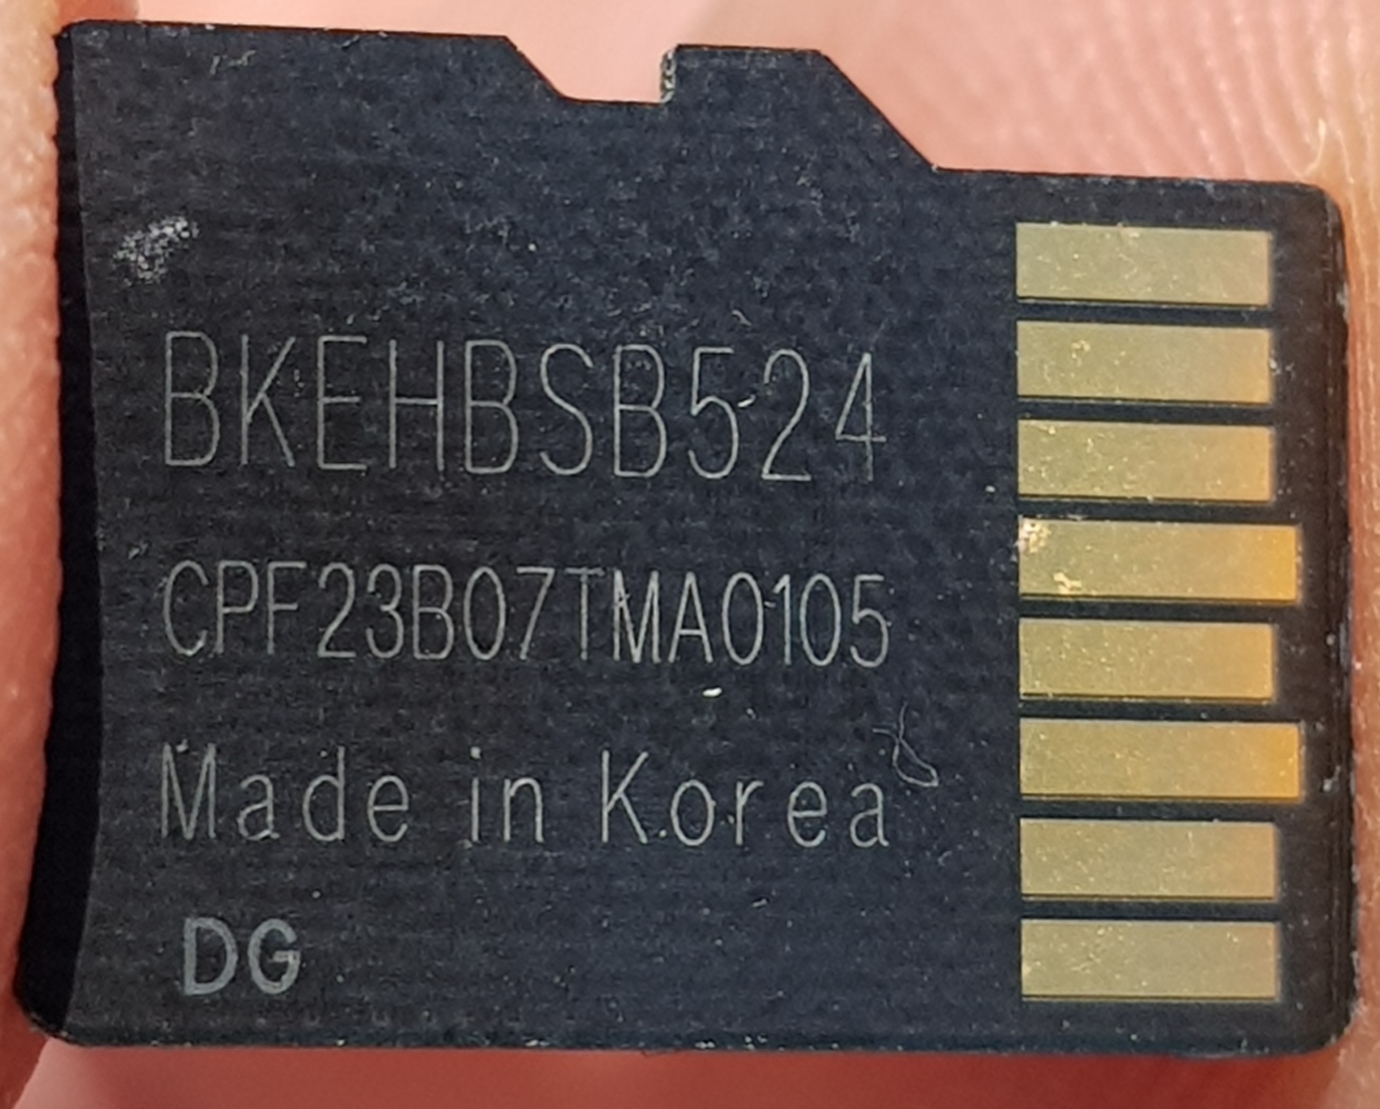 BKEHBSB524
CPF23B07TMA0105
Made in Korea
DG